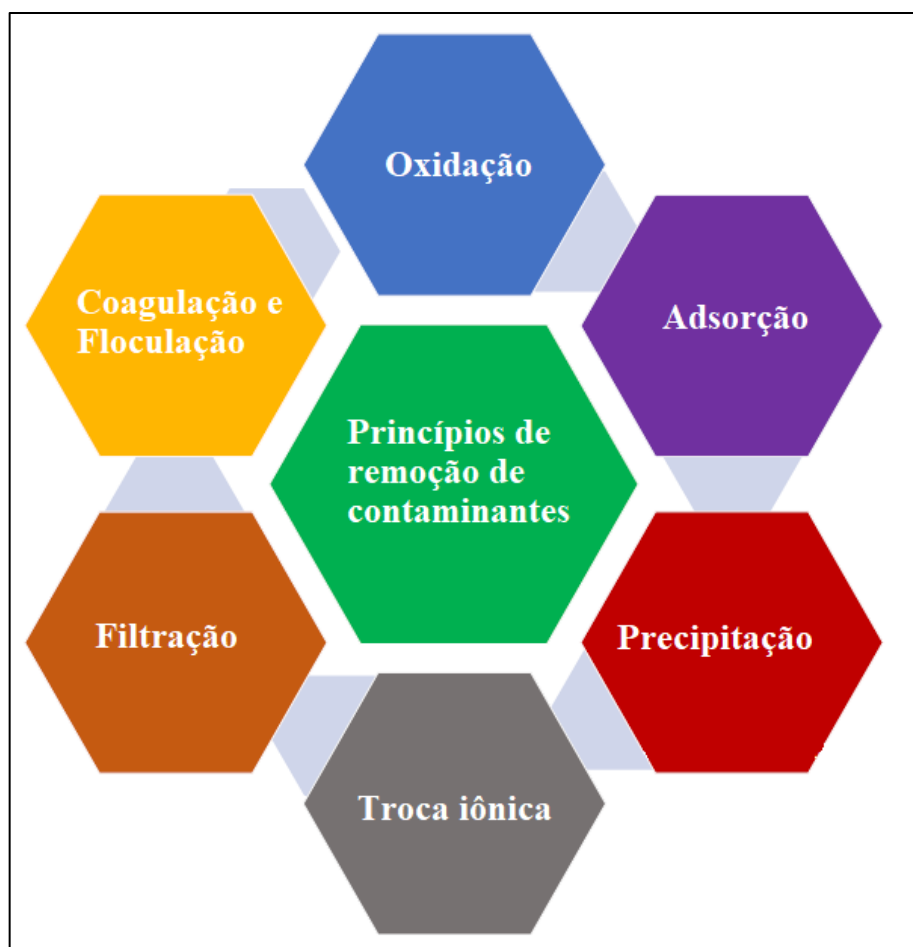 Oxidação
Coagulação e
Floculação
Adsorção
Princípios de
remoção de
contaminantes
Filtração
Precipitação
Troca iônica